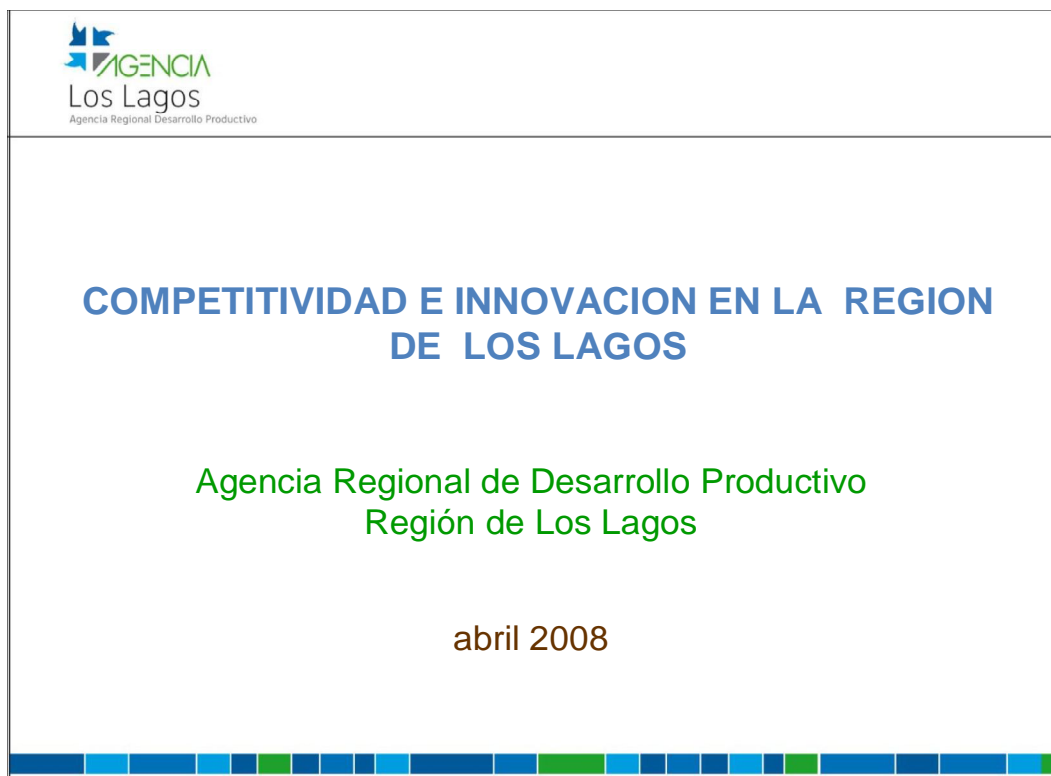 AGENCIA
Los Lagos
Agencia Regional Desarrollo Productivo
COMPETITIVIDAD E INNOVACION EN LA REGION
DE LOS LAGOS
Agencia Regional de Desarrollo Productivo
Región de Los Lagos
abril 2008